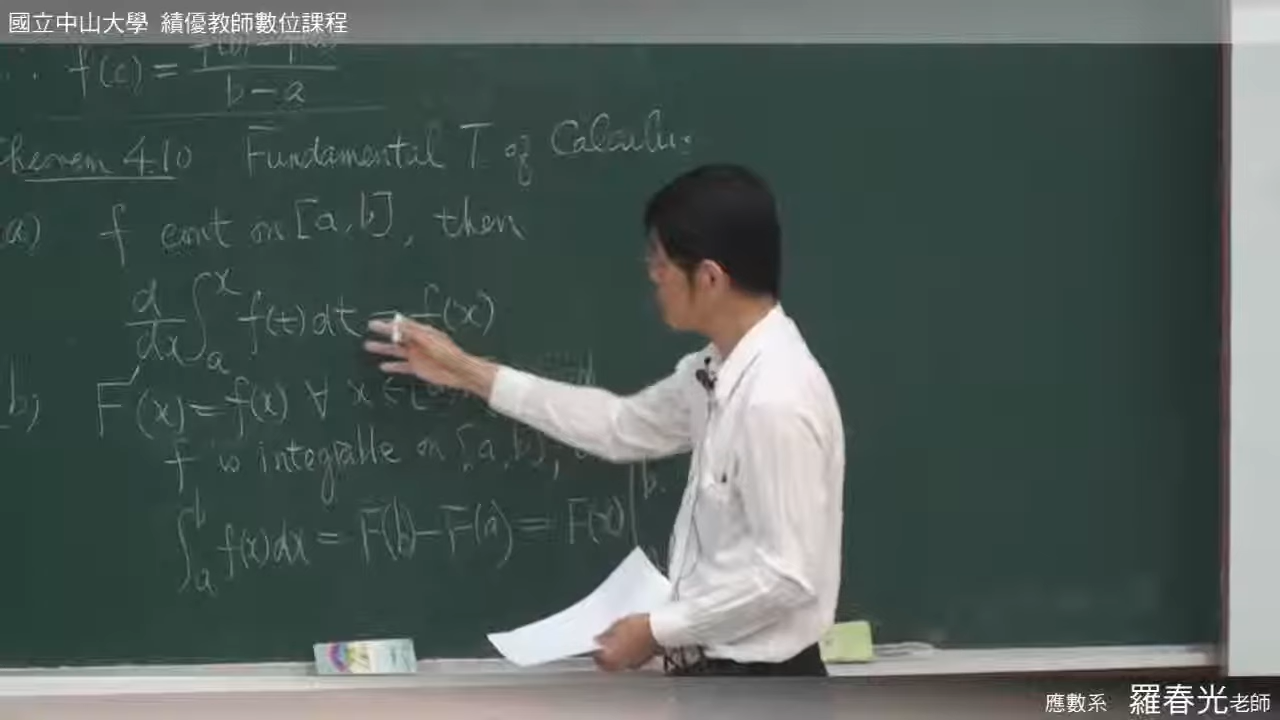 國立中山大學 績優教師數位課程
∴ f(c) = f(b) - f(a) / b - a
Theorem 4.10 Fundamental T. of Calculus
a) f cont on [a, b], then
d/dx ∫_a^x f(t) dt = f(x)
b) F'(x) = f(x) ∀ x ∈ [a
f is integrable on [a, b],
∫_a^b f(x) dx = F(b) - F(a) = F(x) |^b
應數系 羅春光老師